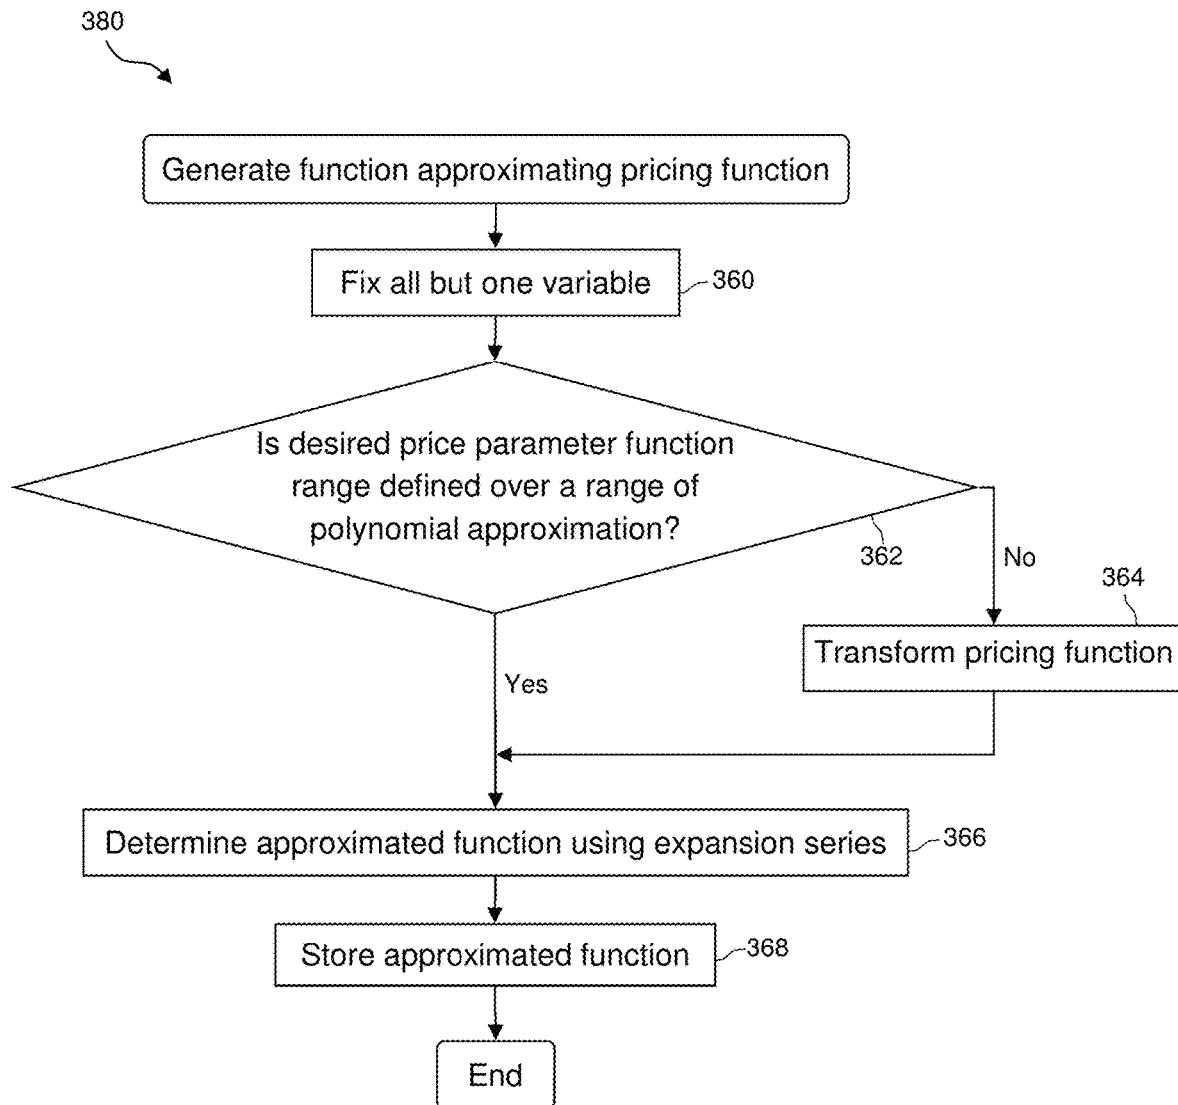 380
Generate function approximating pricing function
Fix all but one variable
360
Is desired price parameter function
range defined over a range of
polynomial approximation?
362
No
364
Transform pricing function
Yes
Determine approximated function using expansion series
366
Store approximated function
368
End